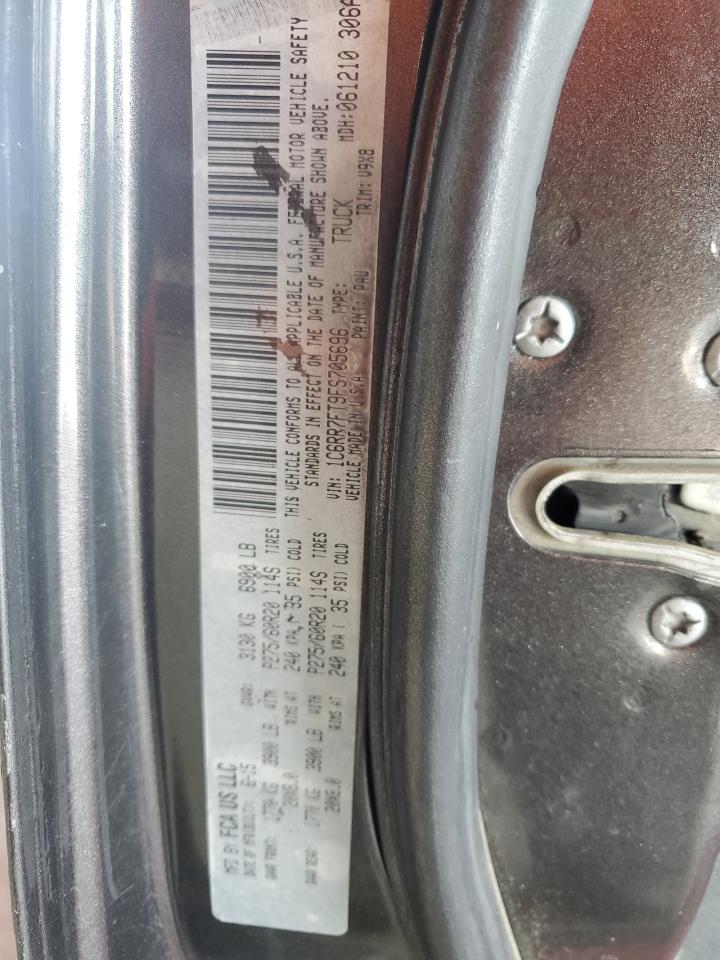 MFD BY FCA US LLC
DATE OF MFR: 6-15 GVWR: 3130 KG 6900 LB
GAWR FRONT: 1770 KG 3900 LB WITH P275/60R20 114S TIRES
20X8.0 RIMS AT 240 KPA ( 35 PSI) COLD
GAWR REAR: 1770 KG 3900 LB WITH P275/60R20 114S TIRES
20X8.0 RIMS AT 240 KPA ( 35 PSI) COLD
THIS VEHICLE CONFORMS TO ALL APPLICABLE U.S.A. FEDERAL MOTOR VEHICLE SAFETY
STANDARDS IN EFFECT ON THE DATE OF MANUFACTURE SHOWN ABOVE.
VIN: 1C6RR7FT9FS705696 TYPE: TRUCK MDH: 061210 306A
VEHICLE MADE IN U.S.A. PAINT: PAU TRIM: V9X8